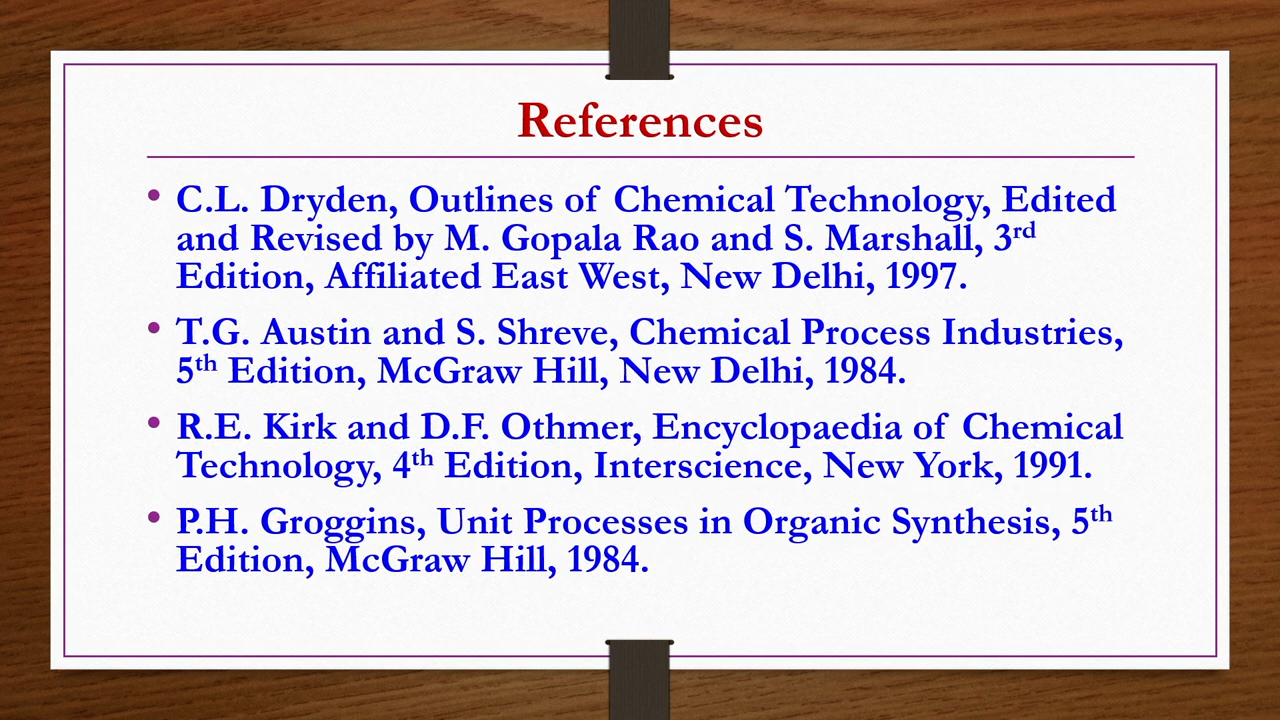 References
• C.L. Dryden, Outlines of Chemical Technology, Edited
and Revised by M. Gopala Rao and S. Marshall, 3rd
Edition, Affiliated East West, New Delhi, 1997.
• T.G. Austin and S. Shreve, Chemical Process Industries,
5th Edition, McGraw Hill, New Delhi, 1984.
• R.E. Kirk and D.F. Othmer, Encyclopaedia of Chemical
Technology, 4th Edition, Interscience, New York, 1991.
• P.H. Groggins, Unit Processes in Organic Synthesis, 5th
Edition, McGraw Hill, 1984.